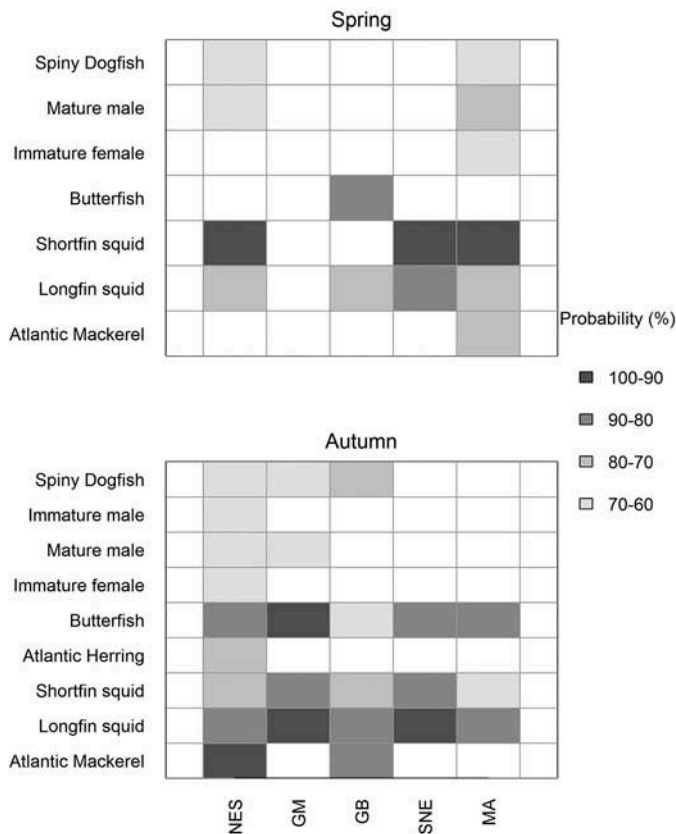 Spring
Spiny Dogfish
Mature male
Immature female
Butterfish
Shortfin squid
Longfin squid
Atlantic Mackerel
Probability (%)
100-90
90-80
80-70
70-60
Autumn
Spiny Dogfish
Immature male
Mature male
Immature female
Butterfish
Atlantic Herring
Shortfin squid
Longfin squid
Atlantic Mackerel
NES
GM
GB
SNE
MA